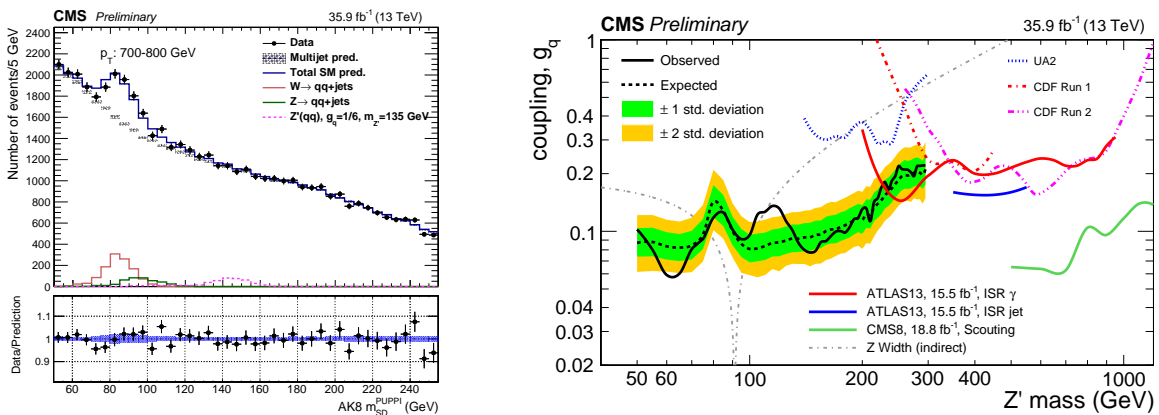 CMS Preliminary 35.9 fb⁻¹ (13 TeV)
p_T: 700-800 GeV
Data
Multijet pred.
Total SM pred.
W→ qq+jets
Z→ qq+jets
Z'(qq), g_q=1/6, m_Z'=135 GeV
Number of events/5 GeV
2400
2200
2000
1800
1600
1400
1200
1000
800
600
400
200
0
Data/Prediction
1.1
1
0.9
60 80 100 120 140 160 180 200 220 240
AK8 m_SD^PUPPI (GeV)
CMS Preliminary 35.9 fb⁻¹ (13 TeV)
coupling, g_q
1
0.4
0.3
0.2
0.1
0.04
0.03
0.02
Observed
Expected
± 1 std. deviation
± 2 std. deviation
UA2
CDF Run 1
CDF Run 2
ATLAS13, 15.5 fb⁻¹, ISR γ
ATLAS13, 15.5 fb⁻¹, ISR jet
CMS8, 18.8 fb⁻¹, Scouting
Z Width (indirect)
50 60 100 200 300 400 1000
Z' mass (GeV)